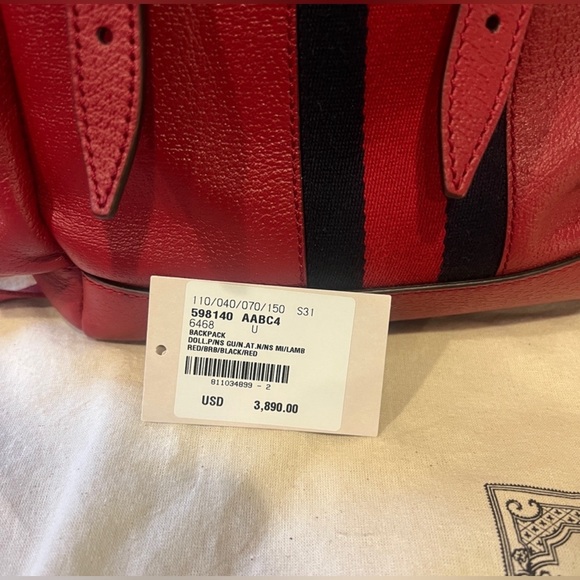 110/040/070/150 S31
598140 AABC4
6468 U
BACKPACK
DOLL.P/NS GU/N.AT.N/NS MI/LAMB
RED/BRB/BLACK/RED
811034899 - 2
USD 3,890.00